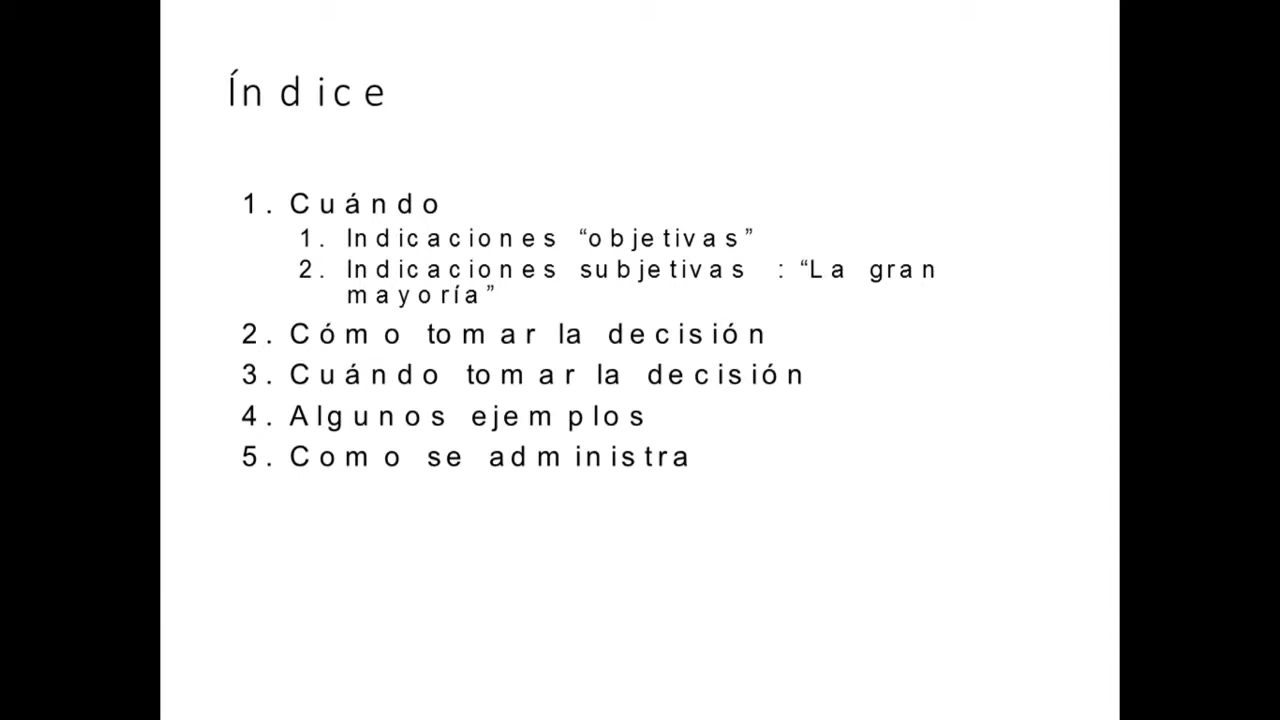 Índice
1. Cuándo
1. Indicaciones “objetivas”
2. Indicaciones subjetivas : “La gran
mayoría”
2. Cómo tomar la decisión
3. Cuándo tomar la decisión
4. Algunos ejemplos
5. Como se administra